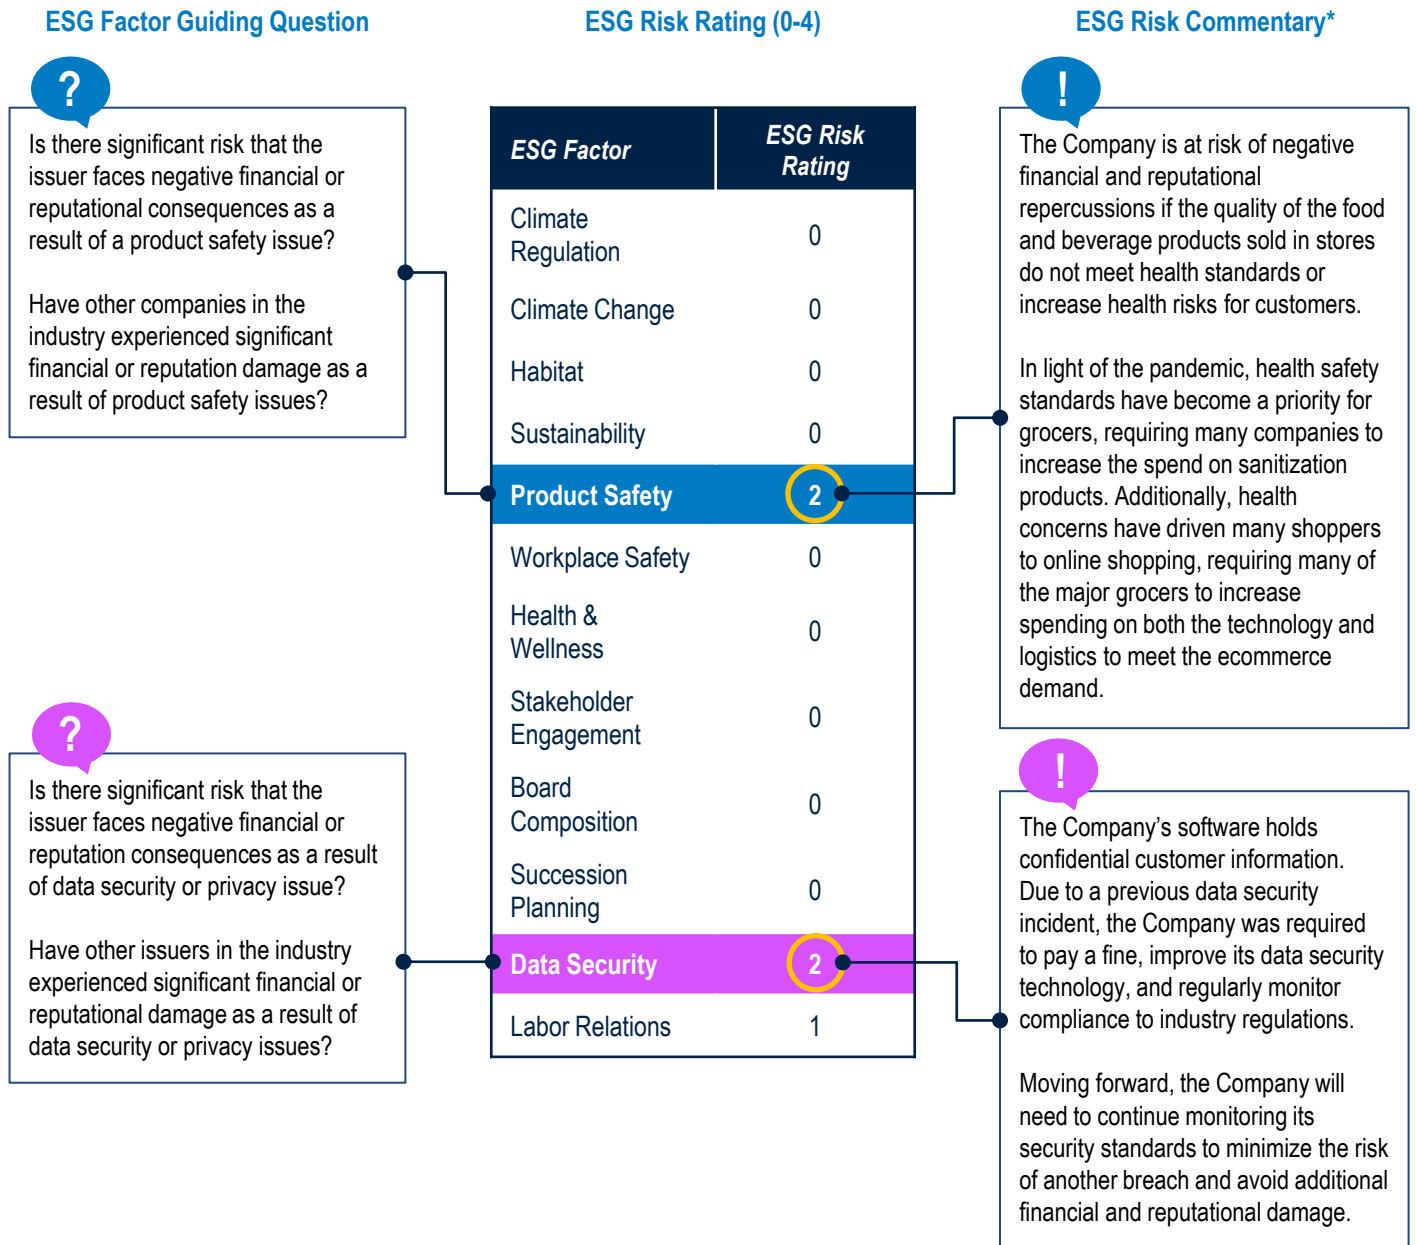 ESG Factor Guiding Question
ESG Risk Rating (0-4)
ESG Risk Commentary*
?
Is there significant risk that the
issuer faces negative financial or
reputational consequences as a
result of a product safety issue?
Have other companies in the
industry experienced significant
financial or reputation damage as a
result of product safety issues?
?
Is there significant risk that the
issuer faces negative financial or
reputation consequences as a result
of data security or privacy issue?
Have other issuers in the industry
experienced significant financial or
reputational damage as a result of
data security or privacy issues?
ESG Factor
ESG Risk
Rating
Climate
Regulation
0
Climate Change 0
Habitat 0
Sustainability 0
Product Safety 2
Workplace Safety 0
Health &
Wellness
0
Stakeholder
Engagement
0
Board
Composition
0
Succession
Planning
0
Data Security 2
Labor Relations 1
!
The Company is at risk of negative
financial and reputational
repercussions if the quality of the food
and beverage products sold in stores
do not meet health standards or
increase health risks for customers.
In light of the pandemic, health safety
standards have become a priority for
grocers, requiring many companies to
increase the spend on sanitization
products. Additionally, health
concerns have driven many shoppers
to online shopping, requiring many of
the major grocers to increase
spending on both the technology and
logistics to meet the ecommerce
demand.
!
The Company’s software holds
confidential customer information.
Due to a previous data security
incident, the Company was required
to pay a fine, improve its data security
technology, and regularly monitor
compliance to industry regulations.
Moving forward, the Company will
need to continue monitoring its
security standards to minimize the risk
of another breach and avoid additional
financial and reputational damage.